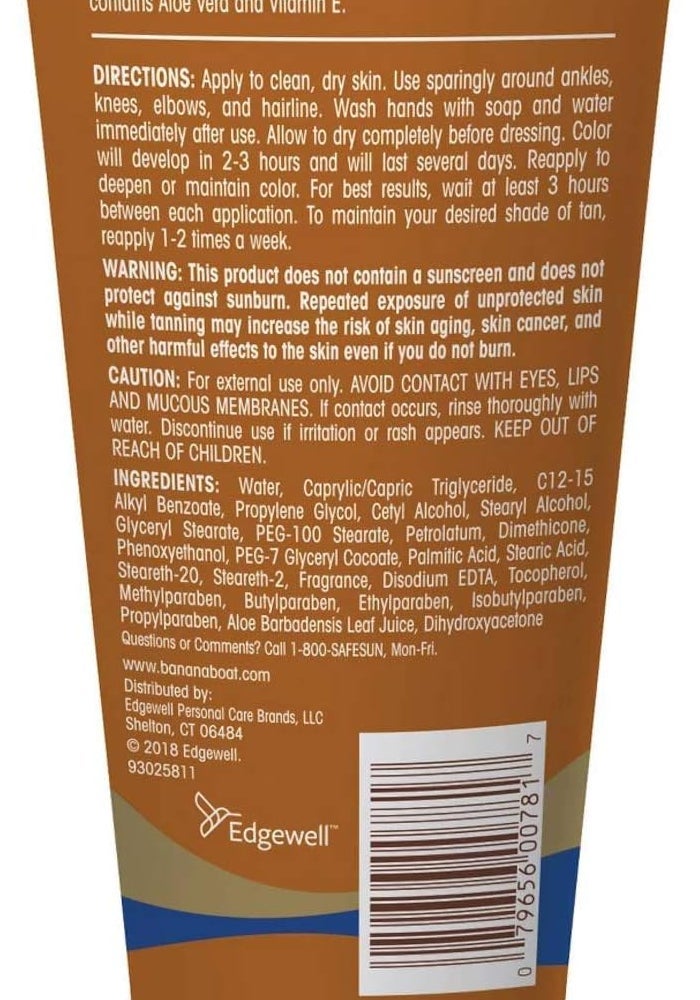 contains Aloe Vera and Vitamin E.
DIRECTIONS: Apply to clean, dry skin. Use sparingly around ankles,
knees, elbows, and hairline. Wash hands with soap and water
immediately after use. Allow to dry completely before dressing. Color
will develop in 2-3 hours and will last several days. Reapply to
deepen or maintain color. For best results, wait at least 3 hours
between each application. To maintain your desired shade of tan,
reapply 1-2 times a week.
WARNING: This product does not contain a sunscreen and does not
protect against sunburn. Repeated exposure of unprotected skin
while tanning may increase the risk of skin aging, skin cancer, and
other harmful effects to the skin even if you do not burn.
CAUTION: For external use only. AVOID CONTACT WITH EYES, LIPS
AND MUCOUS MEMBRANES. If contact occurs, rinse thoroughly with
water. Discontinue use if irritation or rash appears. KEEP OUT OF
REACH OF CHILDREN.
INGREDIENTS: Water, Caprylic/Capric Triglyceride, C12-15
Alkyl Benzoate, Propylene Glycol, Cetyl Alcohol, Stearyl Alcohol,
Glyceryl Stearate, PEG-100 Stearate, Petrolatum, Dimethicone,
Phenoxyethanol, PEG-7 Glyceryl Cocoate, Palmitic Acid, Stearic Acid,
Steareth-20, Steareth-2, Fragrance, Disodium EDTA, Tocopherol,
Methylparaben, Butylparaben, Ethylparaben, Isobutylparaben,
Propylparaben, Aloe Barbadensis Leaf Juice, Dihydroxyacetone
Questions or Comments? Call 1-800-SAFESUN, Mon-Fri.
www.bananaboat.com
Distributed by:
Edgewell Personal Care Brands, LLC
Shelton, CT 06484
© 2018 Edgewell.
93025811
Edgewell™
0 79656 00781 7